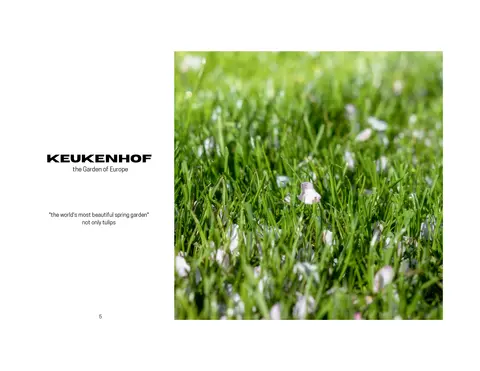 KEUKENHOF
the Garden of Europe
"the world's most beautiful spring garden"
not only tulips
5